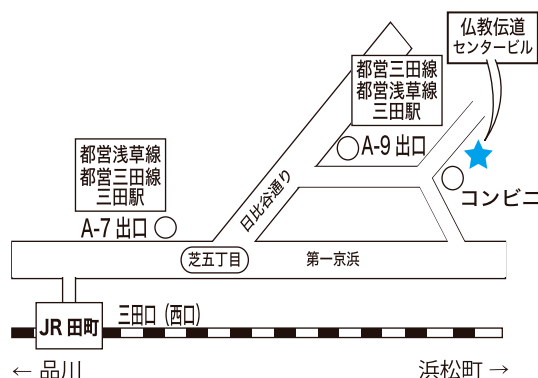 仏教伝道
センタービル
都営三田線
都営浅草線
三田駅
A-9 出口
都営浅草線
都営三田線
三田駅
A-7 出口
日比谷通り
コンビニ
芝五丁目
第一京浜
JR 田町
三田口（西口）
← 品川
浜松町 →